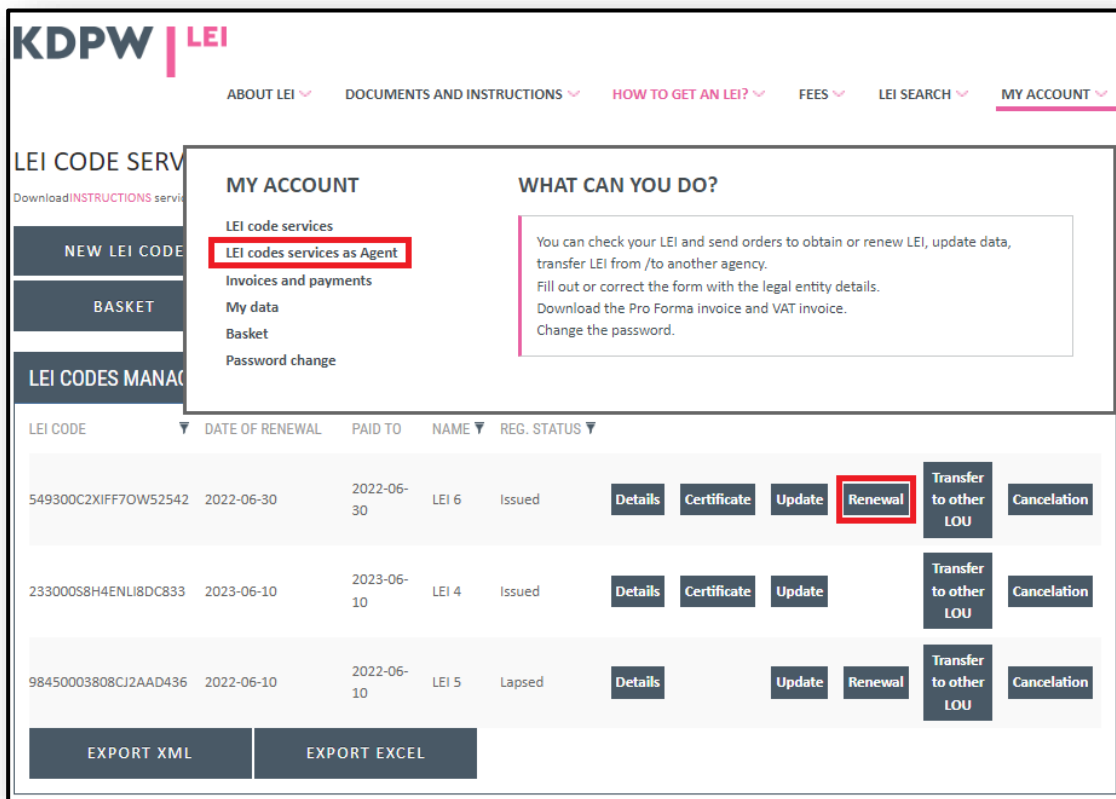 KDPW LEI
ABOUT LEI DOCUMENTS AND INSTRUCTIONS HOW TO GET AN LEI? FEES LEI SEARCH MY ACCOUNT
LEI CODE SERV
Download INSTRUCTIONS servic
NEW LEI CODE
BASKET
LEI CODES MANAG
MY ACCOUNT
LEI code services
LEI codes services as Agent
Invoices and payments
My data
Basket
Password change
WHAT CAN YOU DO?
You can check your LEI and send orders to obtain or renew LEI, update data,
transfer LEI from /to another agency.
Fill out or correct the form with the legal entity details.
Download the Pro Forma invoice and VAT invoice.
Change the password.
LEI CODE DATE OF RENEWAL PAID TO NAME REG. STATUS
549300C2XIFF7OW52542 2022-06-30 2022-06-30 LEI 6 Issued Details Certificate Update Renewal Transfer to other LOU Cancelation
233000S8H4ENLI8DC833 2023-06-10 2023-06-10 LEI 4 Issued Details Certificate Update Transfer to other LOU Cancelation
98450003808CJ2AAD436 2022-06-10 2022-06-10 LEI 5 Lapsed Details Update Renewal Transfer to other LOU Cancelation
EXPORT XML EXPORT EXCEL